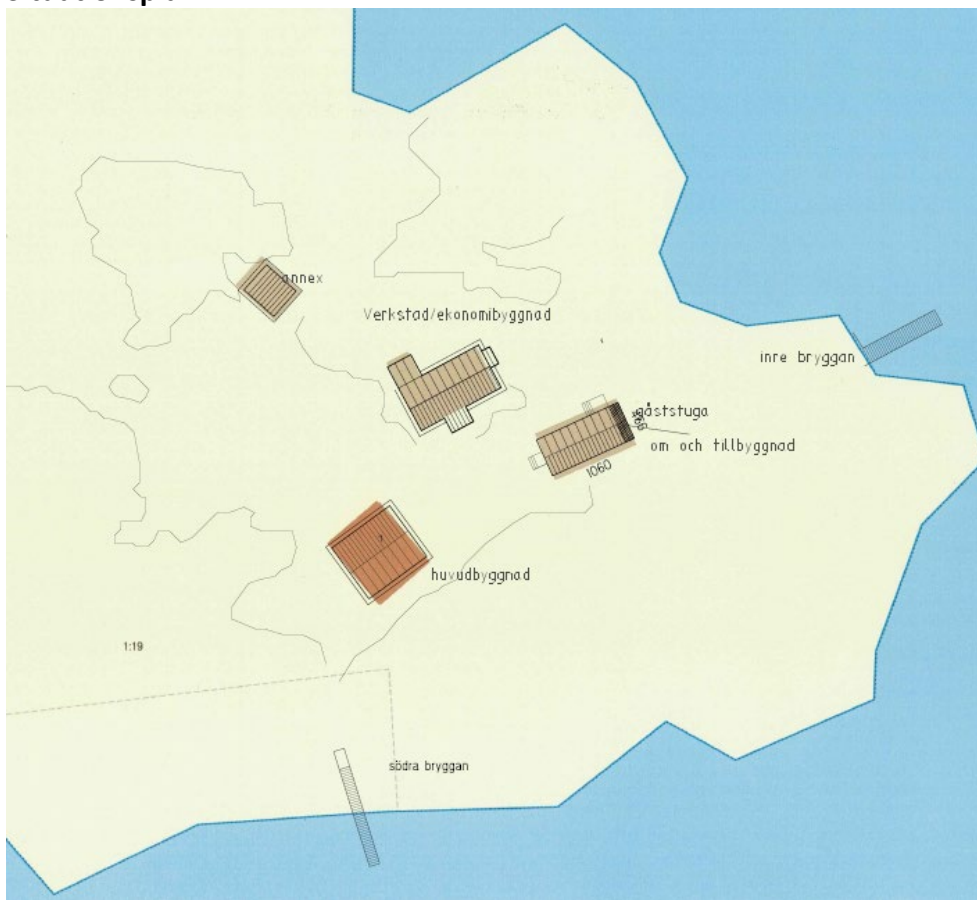 annex
Verkstad/ekonomibyggnad
inre bryggan
gäststuga
om och tillbyggnad
1060
huvudbyggnad
1:19
södra bryggan